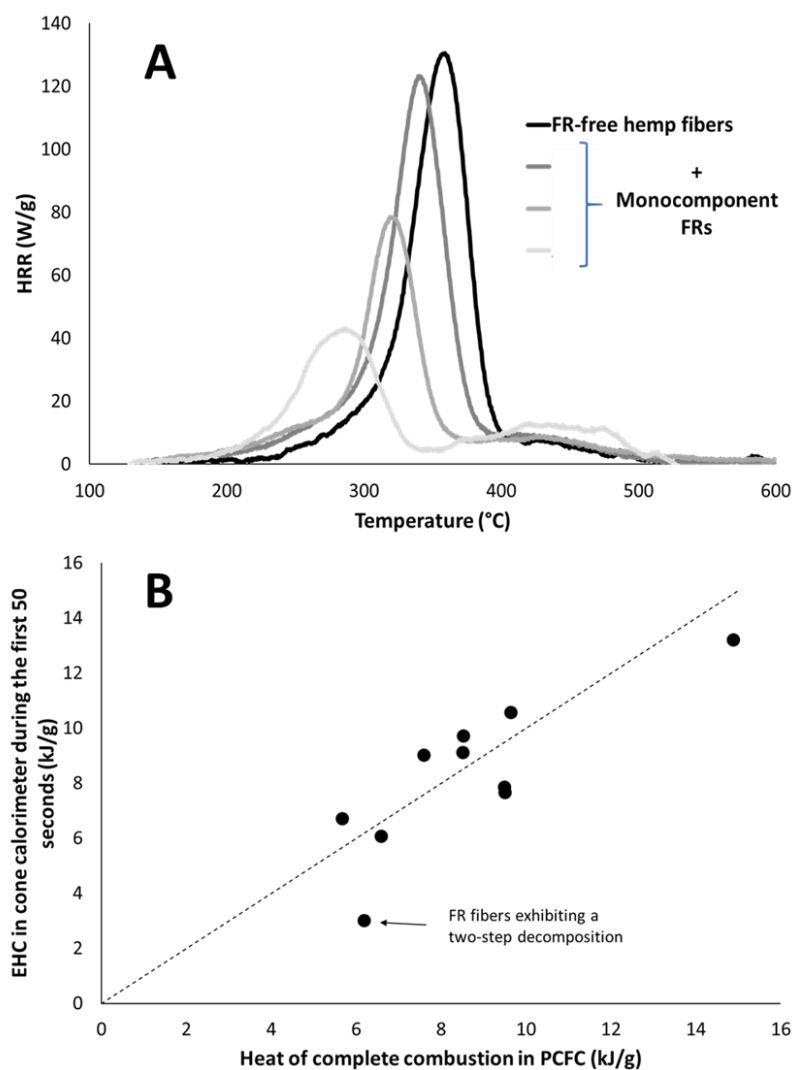 A
140
120
100
80
60
40
20
0
HRR (W/g)
100
200
300
400
500
600
Temperature (°C)
FR-free hemp fibers
+
Monocomponent
FRs
B
16
14
12
10
8
6
4
2
0
EHC in cone calorimeter during the first 50
seconds (kJ/g)
FR fibers exhibiting a
two-step decomposition
0
2
4
6
8
10
12
14
16
Heat of complete combustion in PCFC (kJ/g)